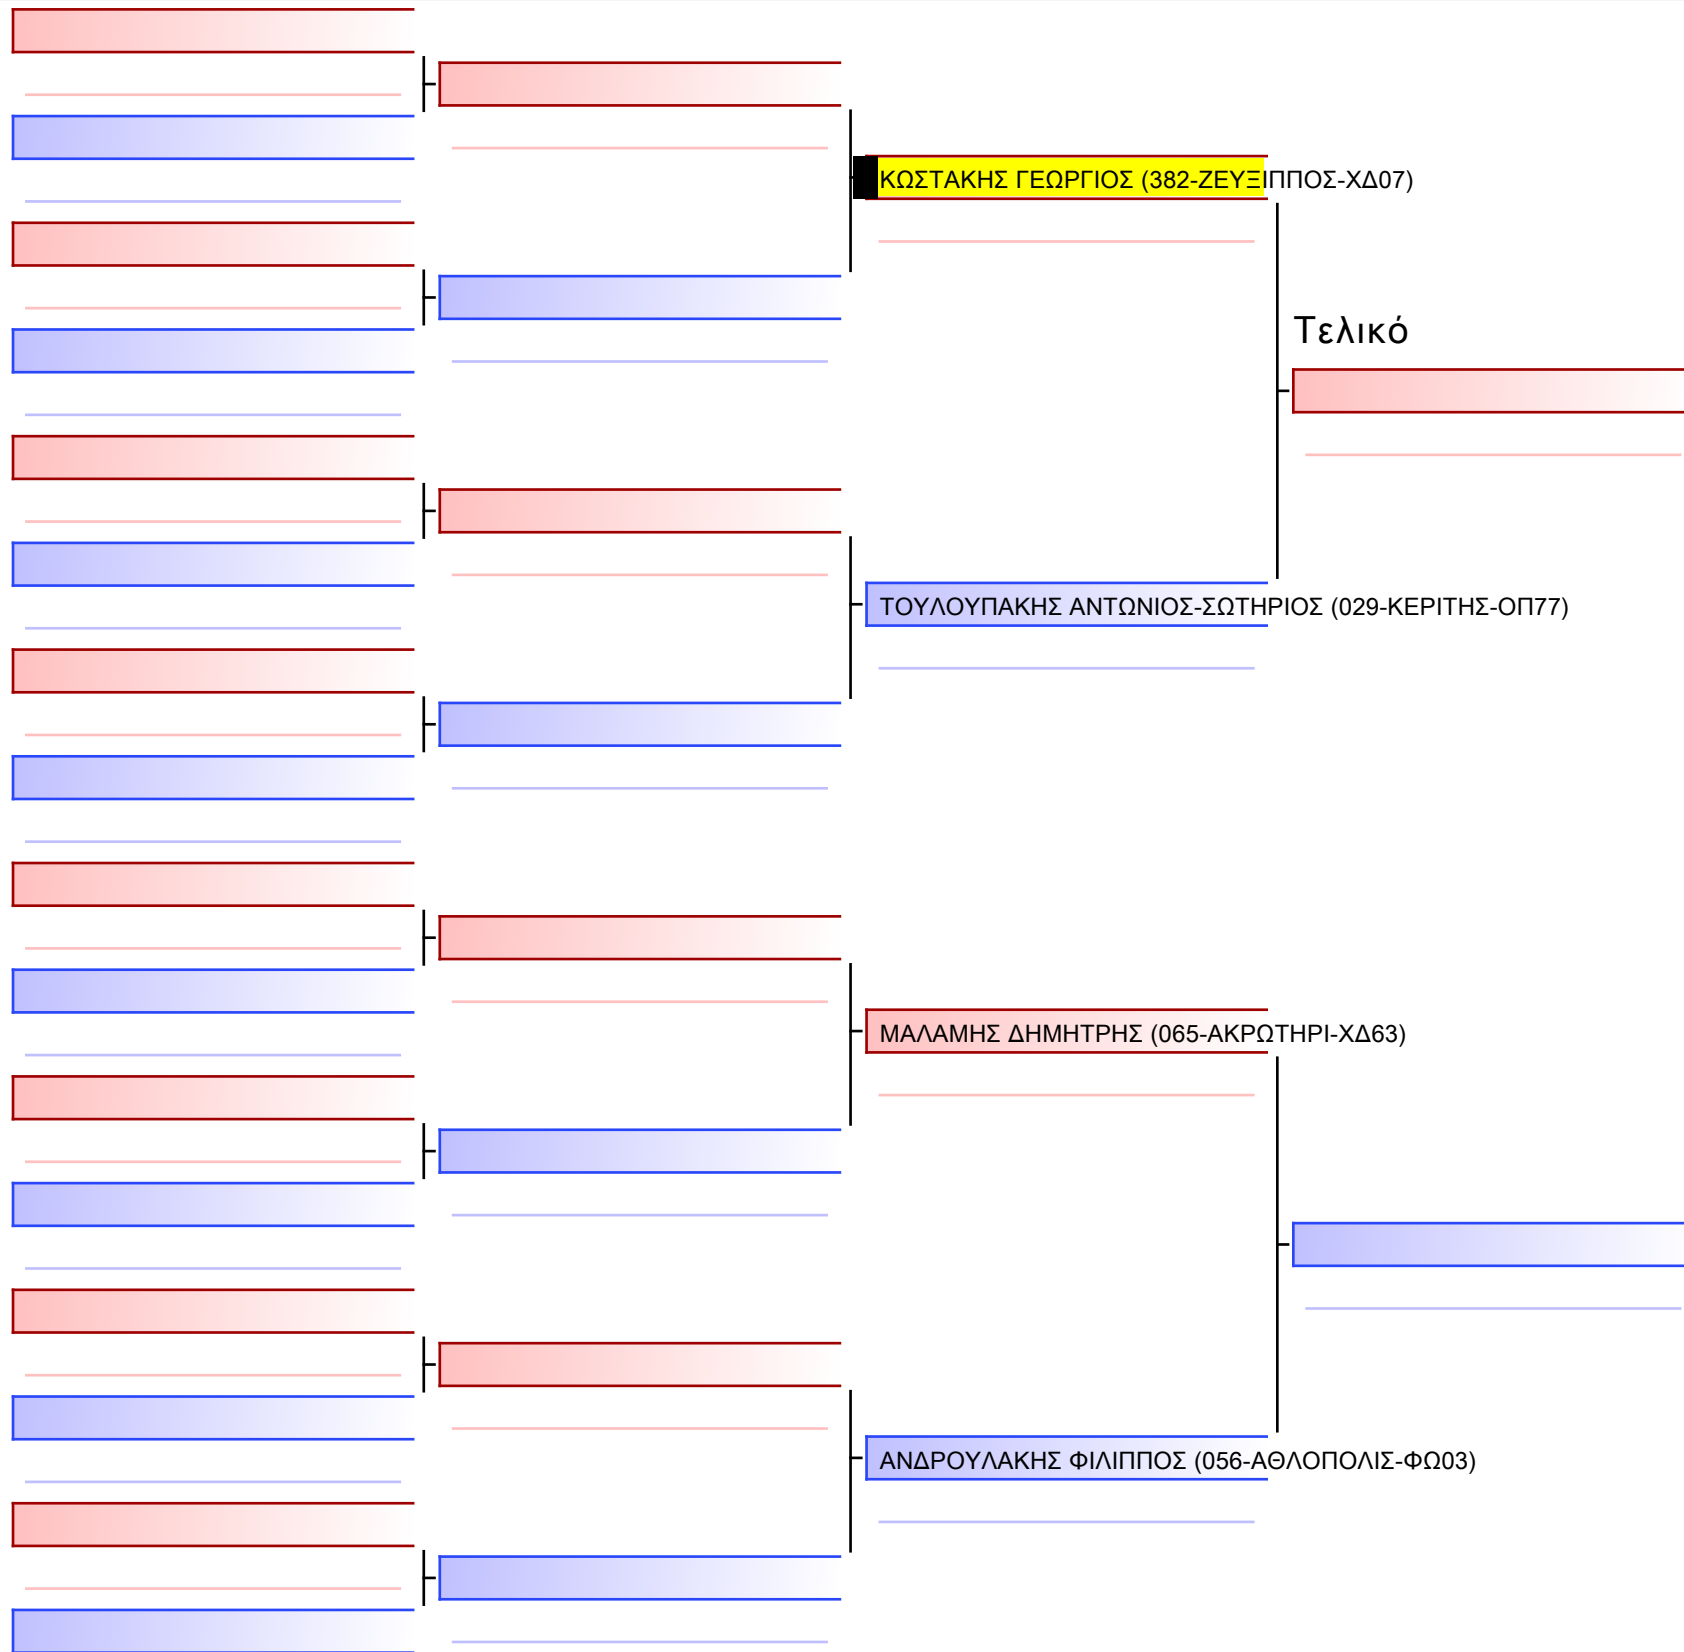 ΚΩΣΤΑΚΗΣ ΓΕΩΡΓΙΟΣ (382-ΖΕΥΞΙΠΠΟΣ-ΧΔ07)
Τελικό
ΤΟΥΛΟΥΠΑΚΗΣ ΑΝΤΩΝΙΟΣ-ΣΩΤΗΡΙΟΣ (029-ΚΕΡΙΤΗΣ-ΟΠ77)
ΜΑΛΑΜΗΣ ΔΗΜΗΤΡΗΣ (065-ΑΚΡΩΤΗΡΙ-ΧΔ63)
ΑΝΔΡΟΥΛΑΚΗΣ ΦΙΛΙΠΠΟΣ (056-ΑΘΛΟΠΟΛΙΣ-ΦΩ03)